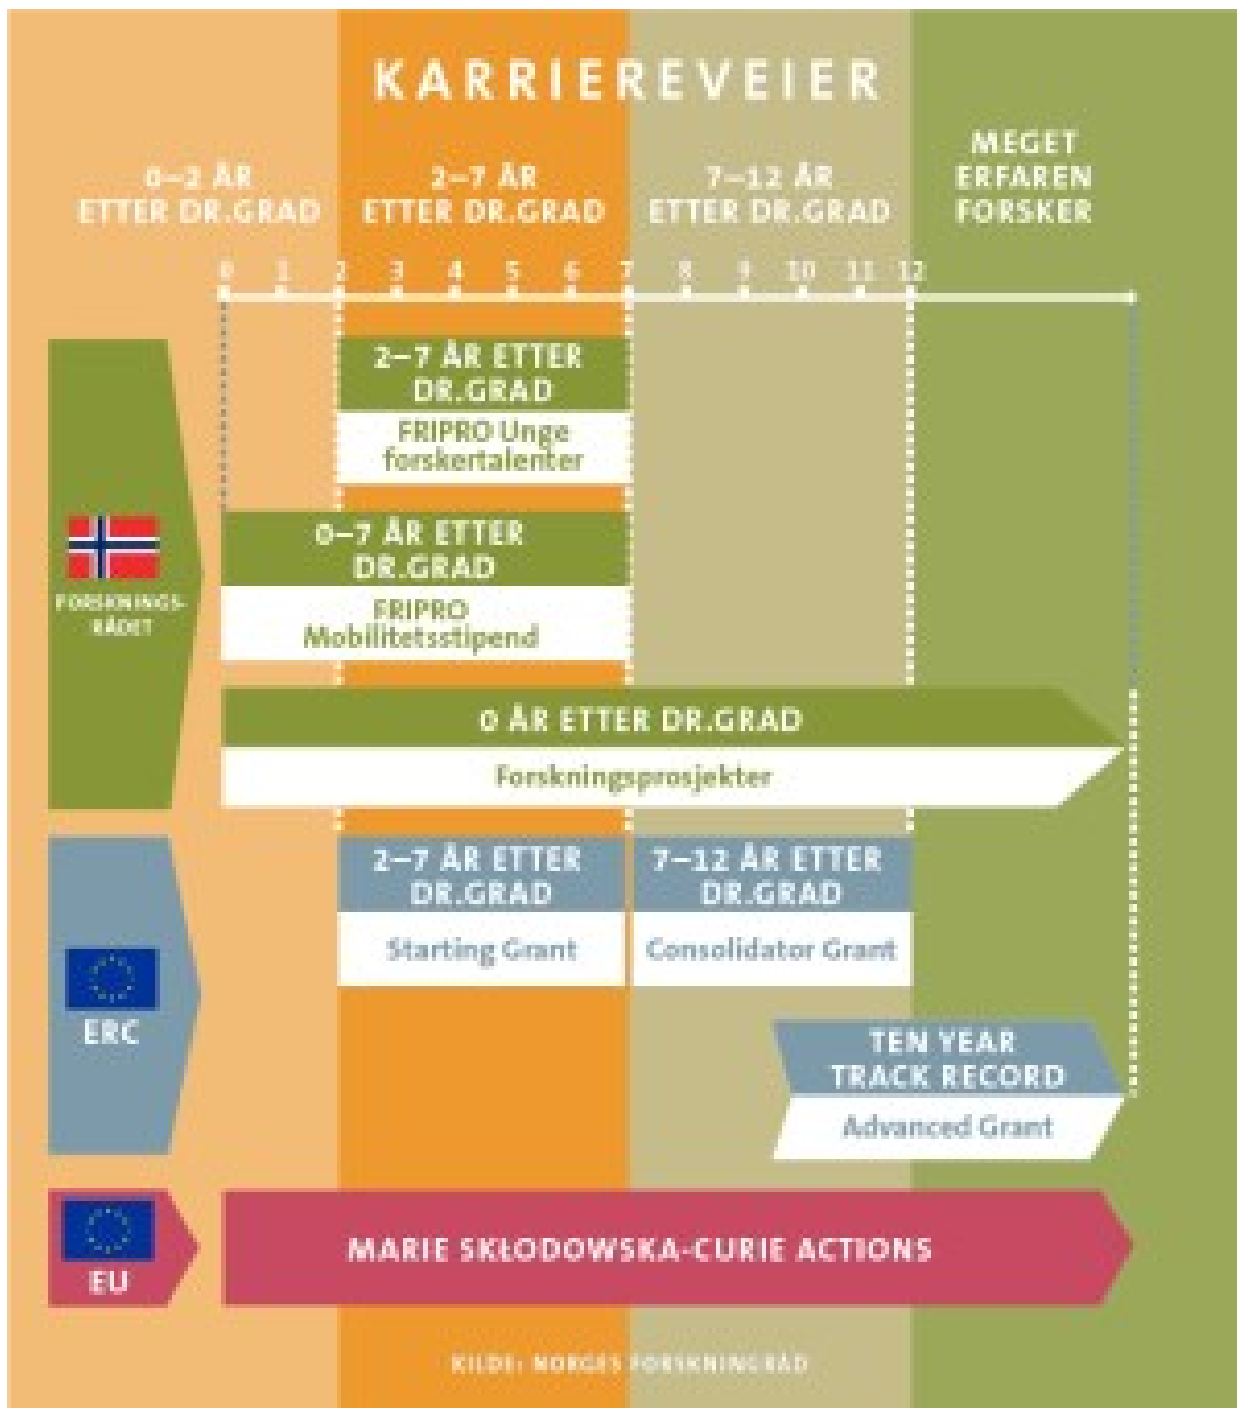 KARRIEREVEIER
0–2 ÅR
ETTER DR.GRAD
2–7 ÅR
ETTER DR.GRAD
7–12 ÅR
ETTER DR.GRAD
MEGET
ERFAREN
FORSKER
0 1 2 3 4 5 6 7 8 9 10 11 12
FORSKNINGS-
RÅDET
2–7 ÅR ETTER
DR.GRAD
FRIPRO Unge
forskertalenter
0–7 ÅR ETTER
DR.GRAD
FRIPRO
Mobilitetsstipend
0 ÅR ETTER DR.GRAD
Forskningsprosjekter
ERC
2–7 ÅR ETTER
DR.GRAD
Starting Grant
7–12 ÅR ETTER
DR.GRAD
Consolidator Grant
TEN YEAR
TRACK RECORD
Advanced Grant
EU
MARIE SKŁODOWSKA-CURIE ACTIONS
KILDE: NORGES FORSKNINGRÅD